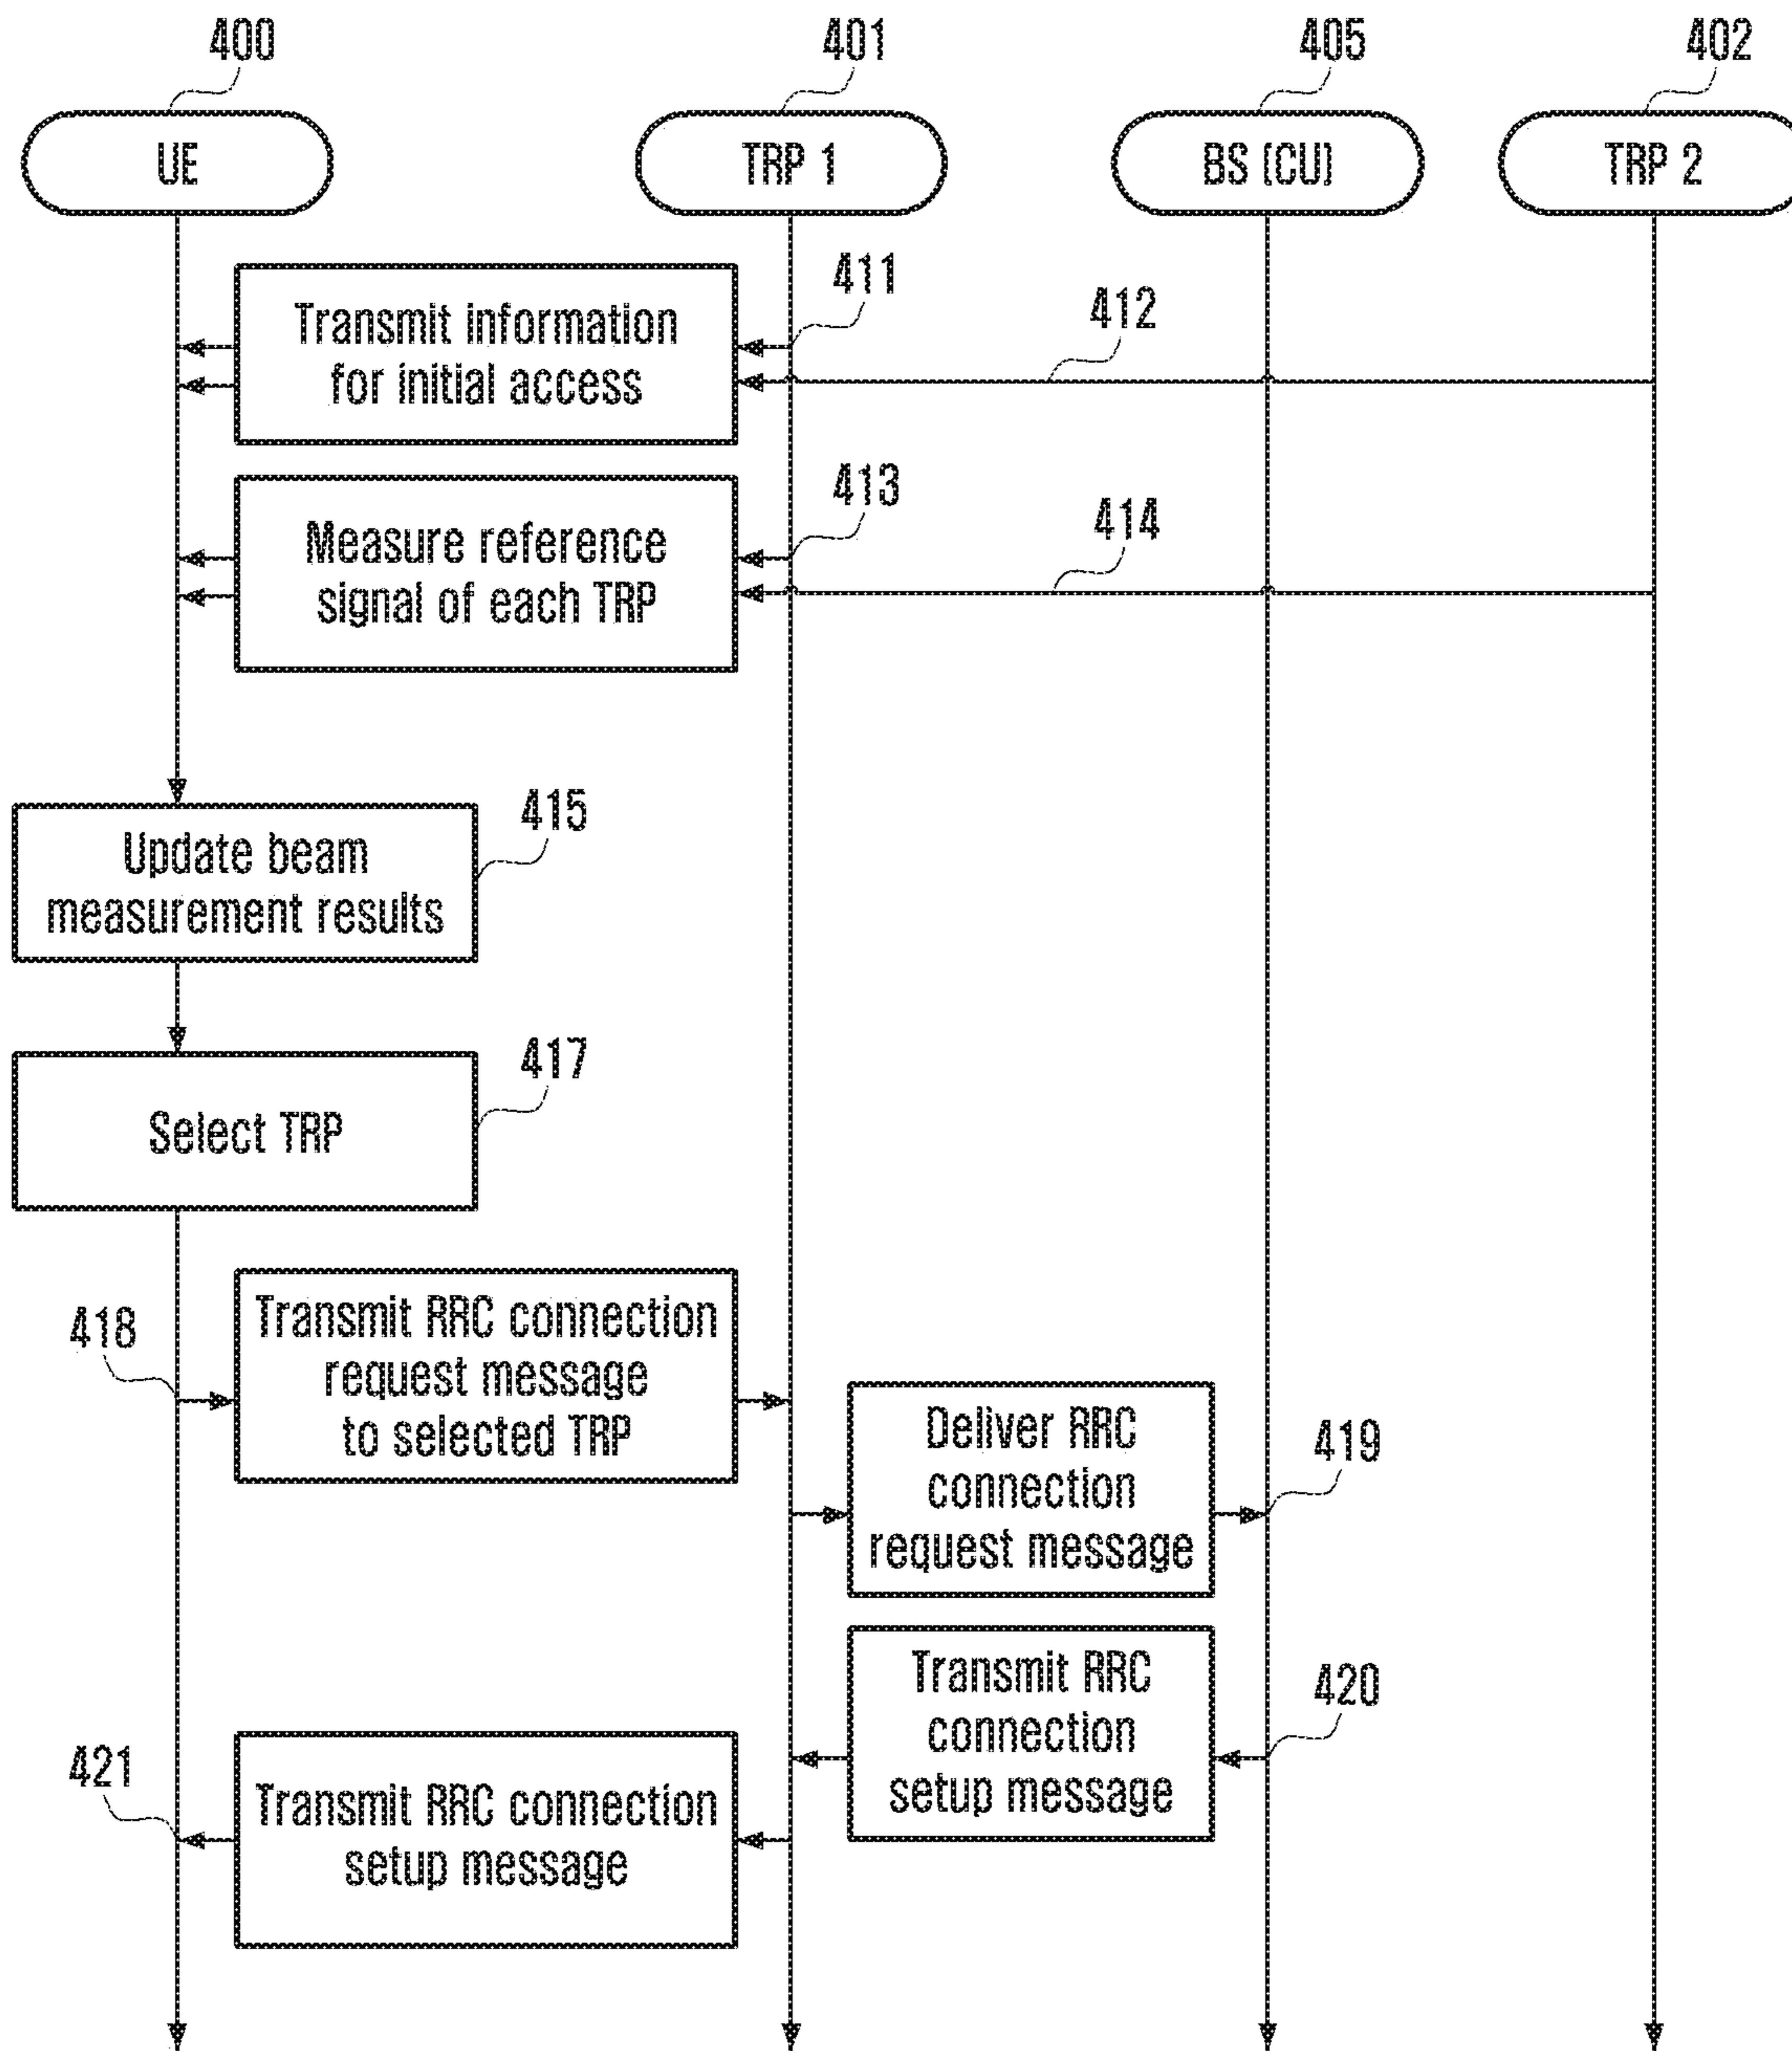 400
401
405
402
UE
TRP 1
BS (CU)
TRP 2
411
412
Transmit information
for initial access
413
414
Measure reference
signal of each TRP
415
Update beam
measurement results
417
Select TRP
418
Transmit RRC connection
request message
to selected TRP
419
Deliver RRC
connection
request message
420
Transmit RRC
connection
setup message
421
Transmit RRC connection
setup message